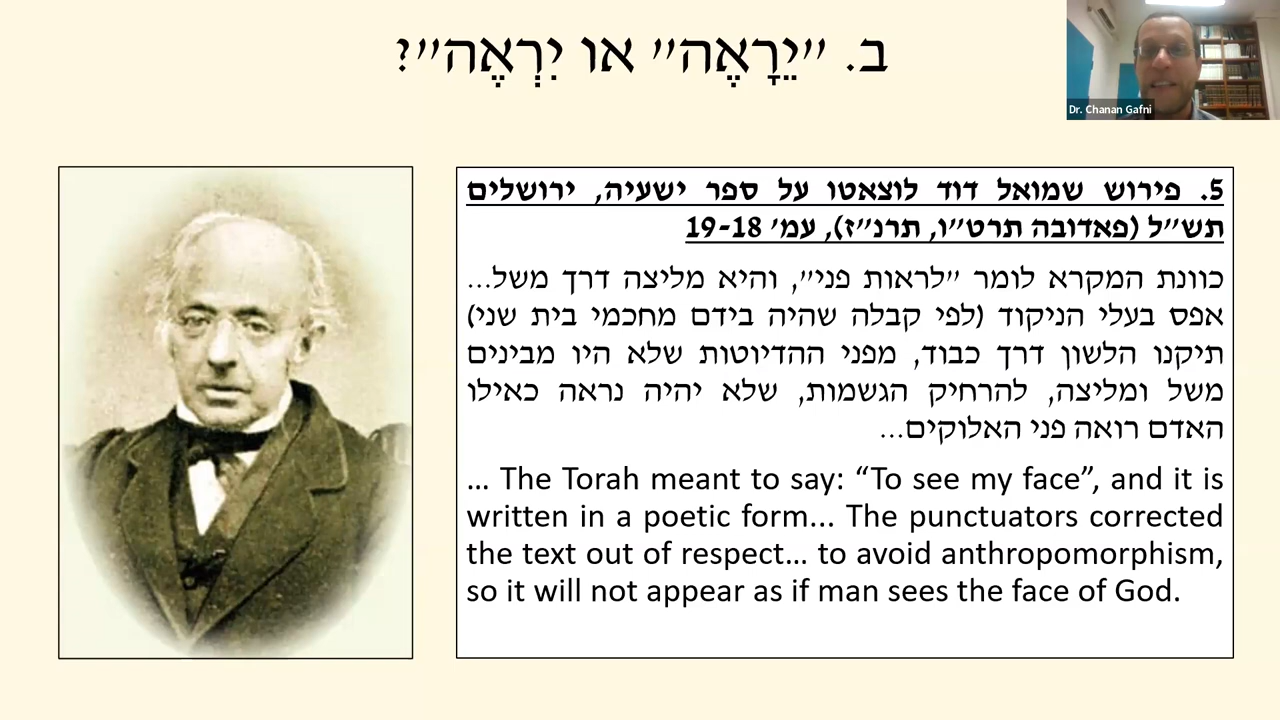 ב. ״יֵרָאֶה״ או יִרְאֶה״?
Dr. Chanan Gafni
5. פירוש שמואל דוד לוצאטו על ספר ישעיה, ירושלים
תש״ל (פאדובה תרט״ו, תרנ״ז), עמ׳ 19-18
כוונת המקרא לומר ״לראות פני״, והיא מליצה דרך משל...
אפס בעלי הניקוד (לפי קבלה שהיה בידם מחכמי בית שני)
תיקנו הלשון דרך כבוד, מפני ההדיוטות שלא היו מבינים
משל ומליצה, להרחיק הגשמות, שלא יהיה נראה כאילו
האדם רואה פני האלוקים...
... The Torah meant to say: “To see my face”, and it is
written in a poetic form... The punctuators corrected
the text out of respect... to avoid anthropomorphism,
so it will not appear as if man sees the face of God.